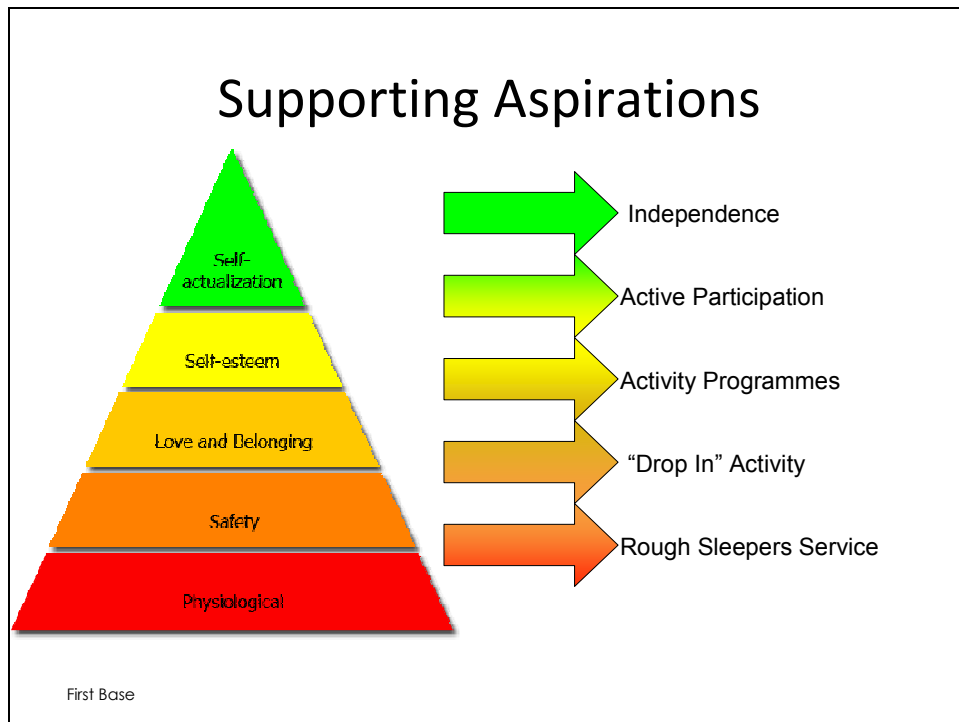 Supporting Aspirations
Self-
actualization
Self-esteem
Love and Belonging
Safety
Physiological
Independence
Active Participation
Activity Programmes
“Drop In” Activity
Rough Sleepers Service
First Base